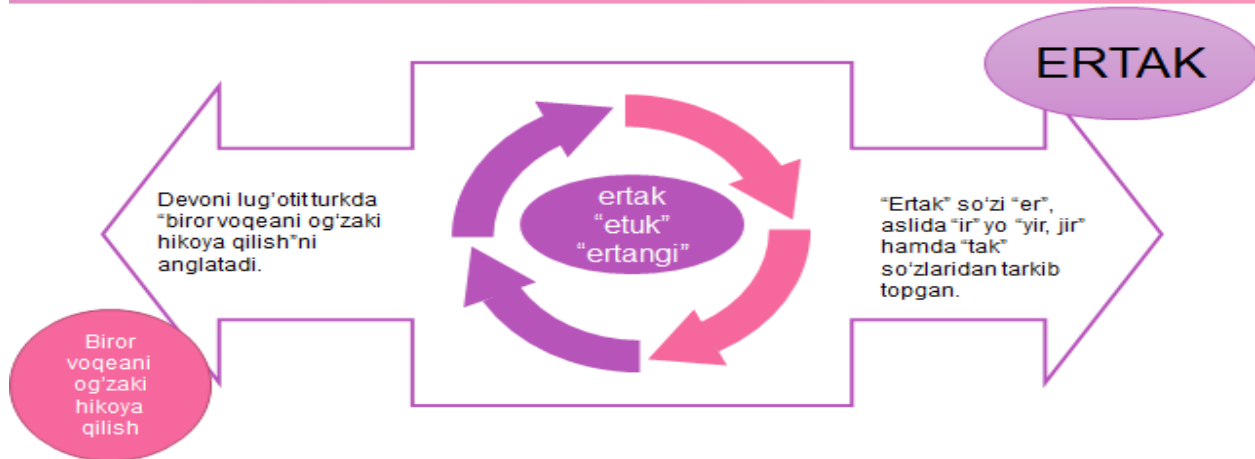 ERTAK
Devoni lug’otit turkda
“biror voqeani og‘zaki
hikoya qilish”ni
anglatadi.
ertak
“etuk”
“ertangi”
“Ertak” so‘zi “er”,
aslida “ir” yo “yir, jir”
hamda “tak”
so‘zlaridan tarkib
topgan.
Biror
voqeani
og’zaki
hikoya
qilish